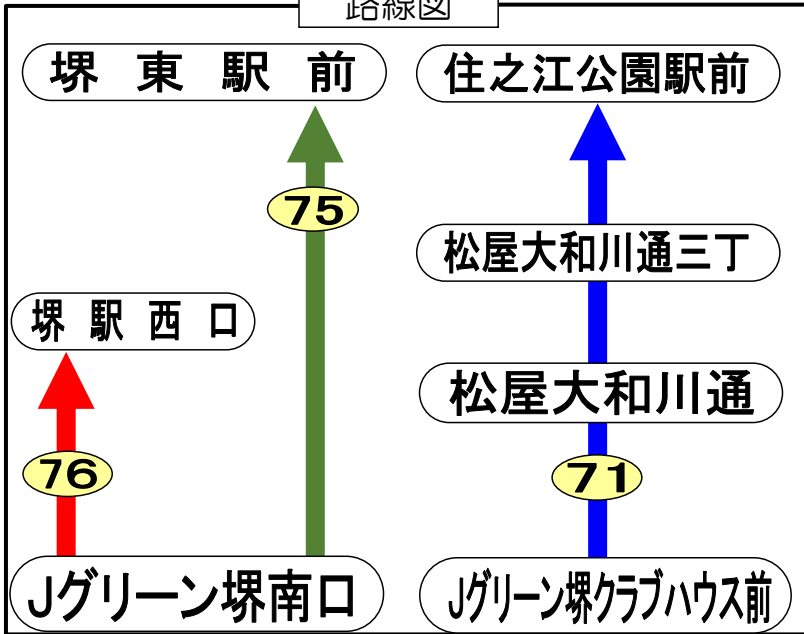 路線図
堺東駅前
75
堺駅西口
76
Jグリーン堺南口
住之江公園駅前
松屋大和川通三丁
松屋大和川通
71
Jグリーン堺クラブハウス前